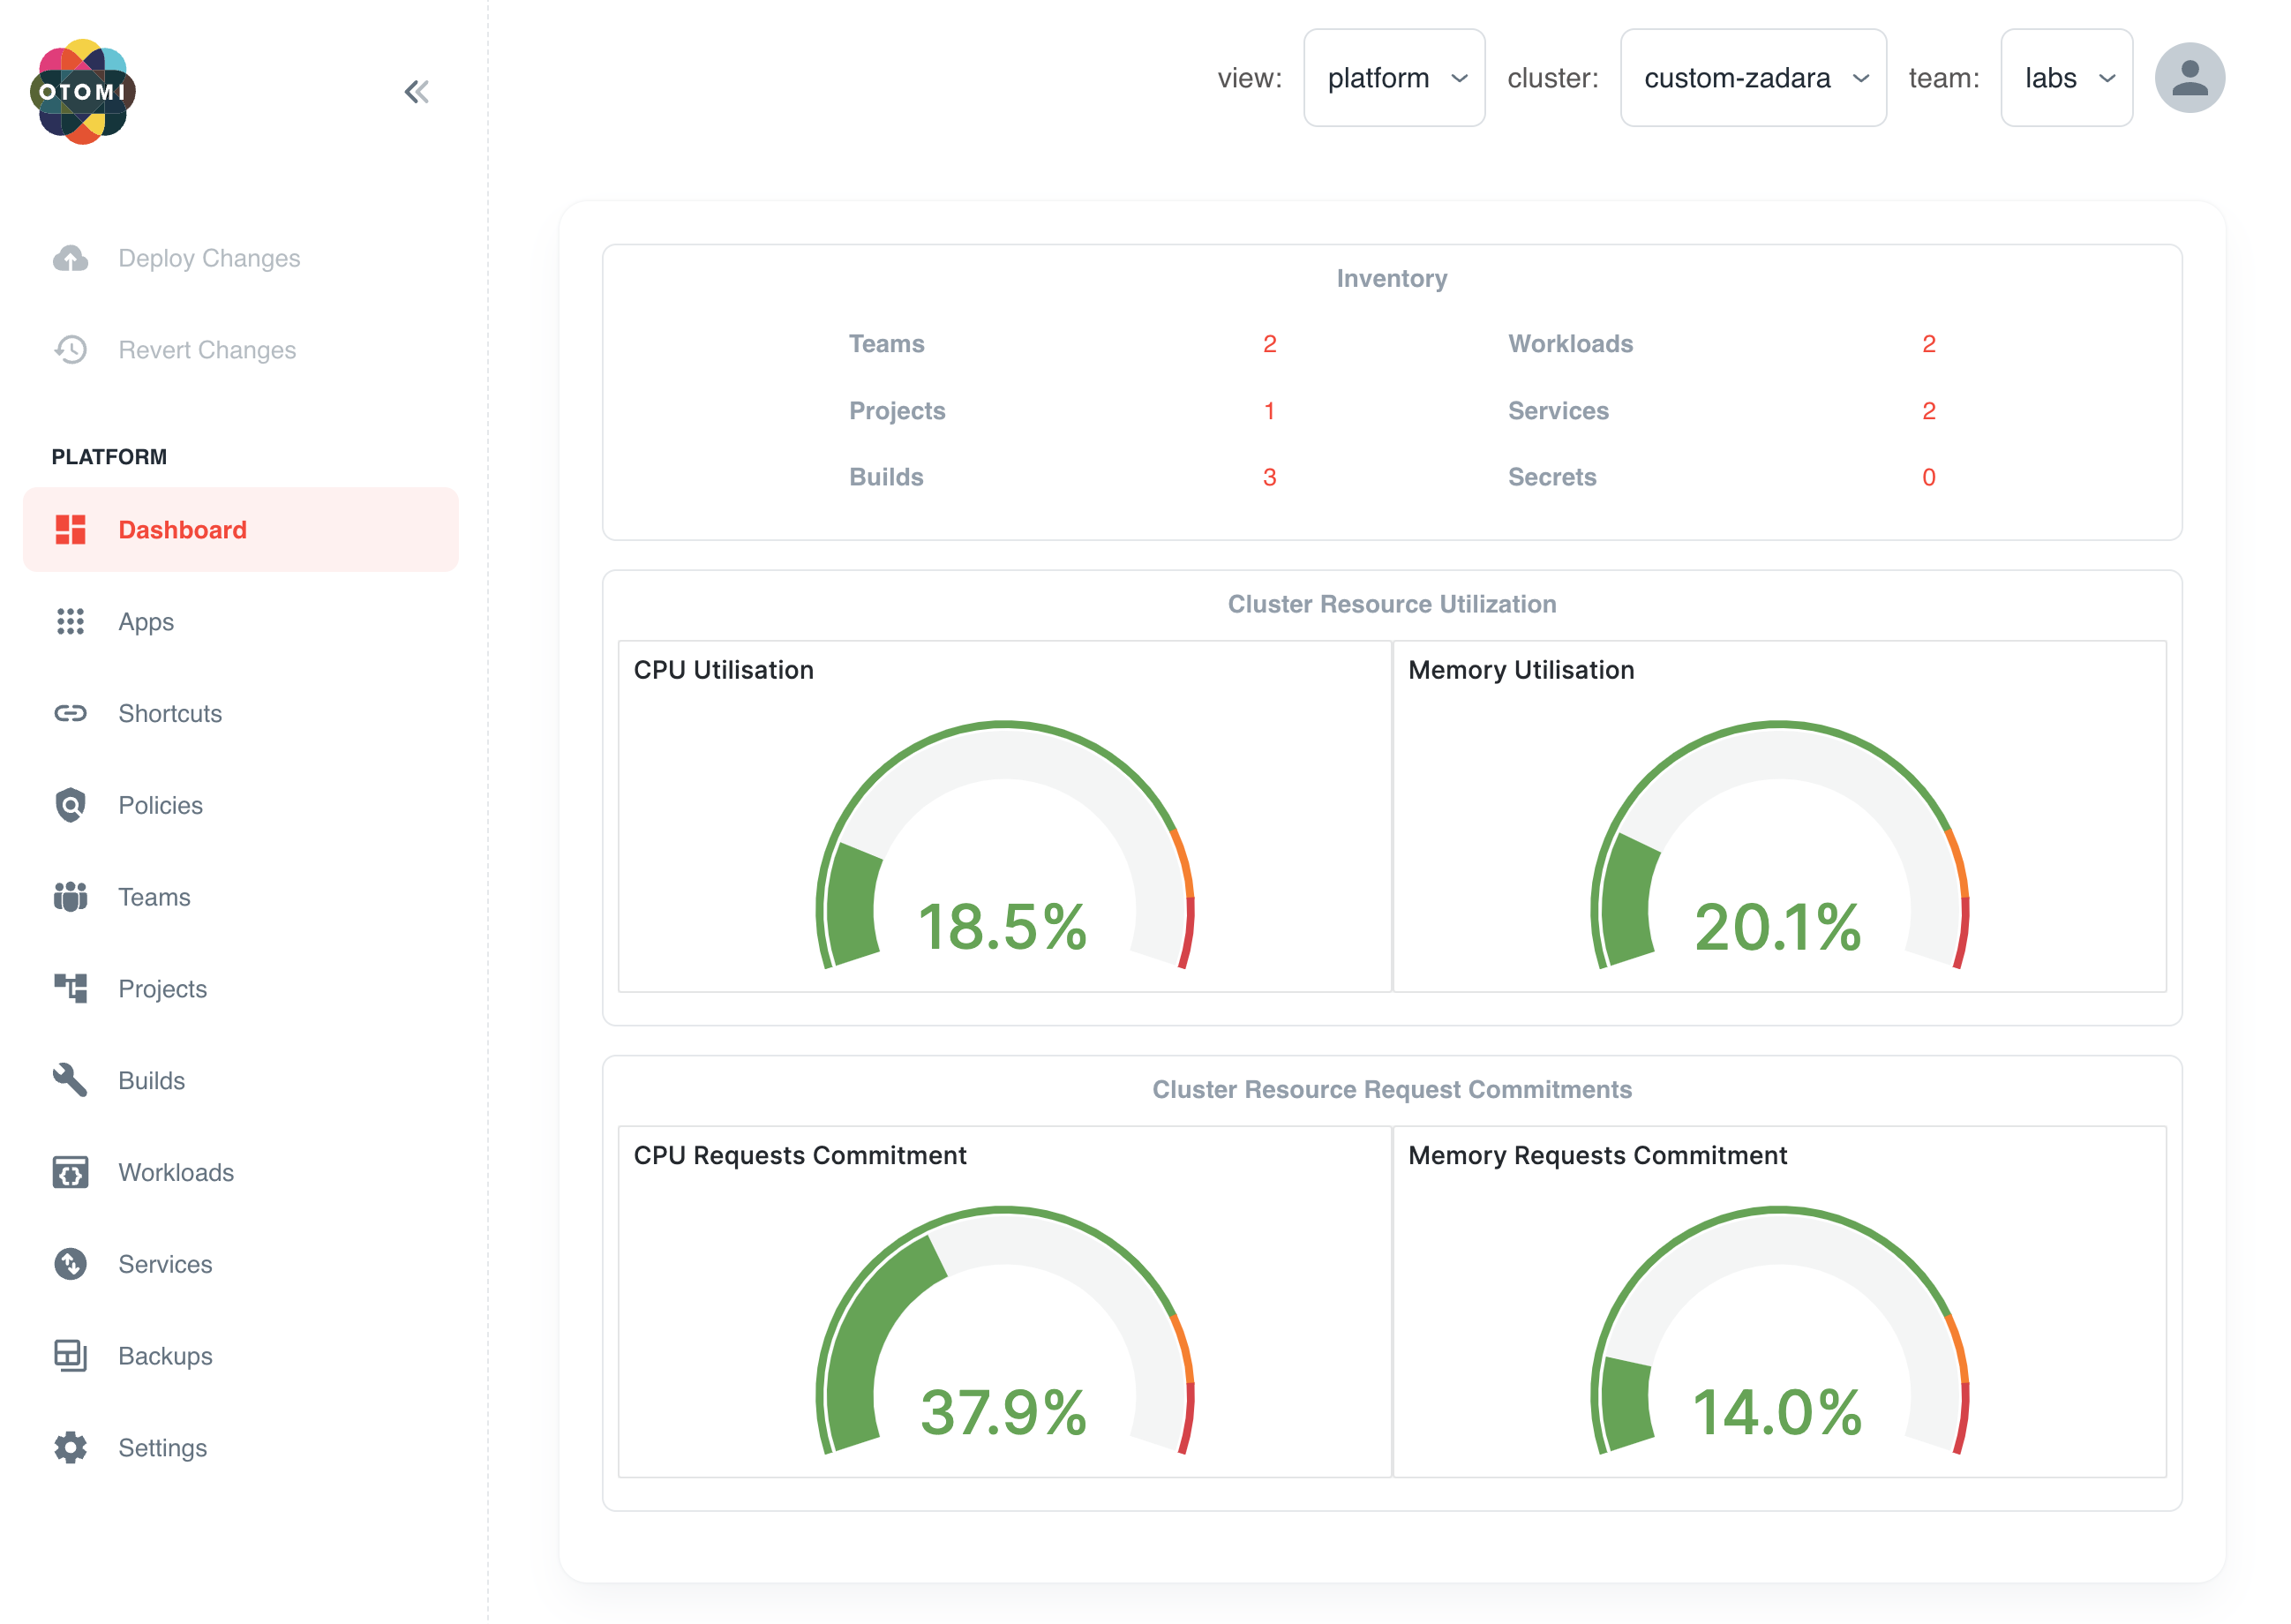 OTOMI
view: platform cluster: custom-zadara team: labs
Deploy Changes
Revert Changes
PLATFORM
Dashboard
Apps
Shortcuts
Policies
Teams
Projects
Builds
Workloads
Services
Backups
Settings
Inventory
Teams 2 Workloads 2
Projects 1 Services 2
Builds 3 Secrets 0
Cluster Resource Utilization
CPU Utilisation
18.5%
Memory Utilisation
20.1%
Cluster Resource Request Commitments
CPU Requests Commitment
37.9%
Memory Requests Commitment
14.0%